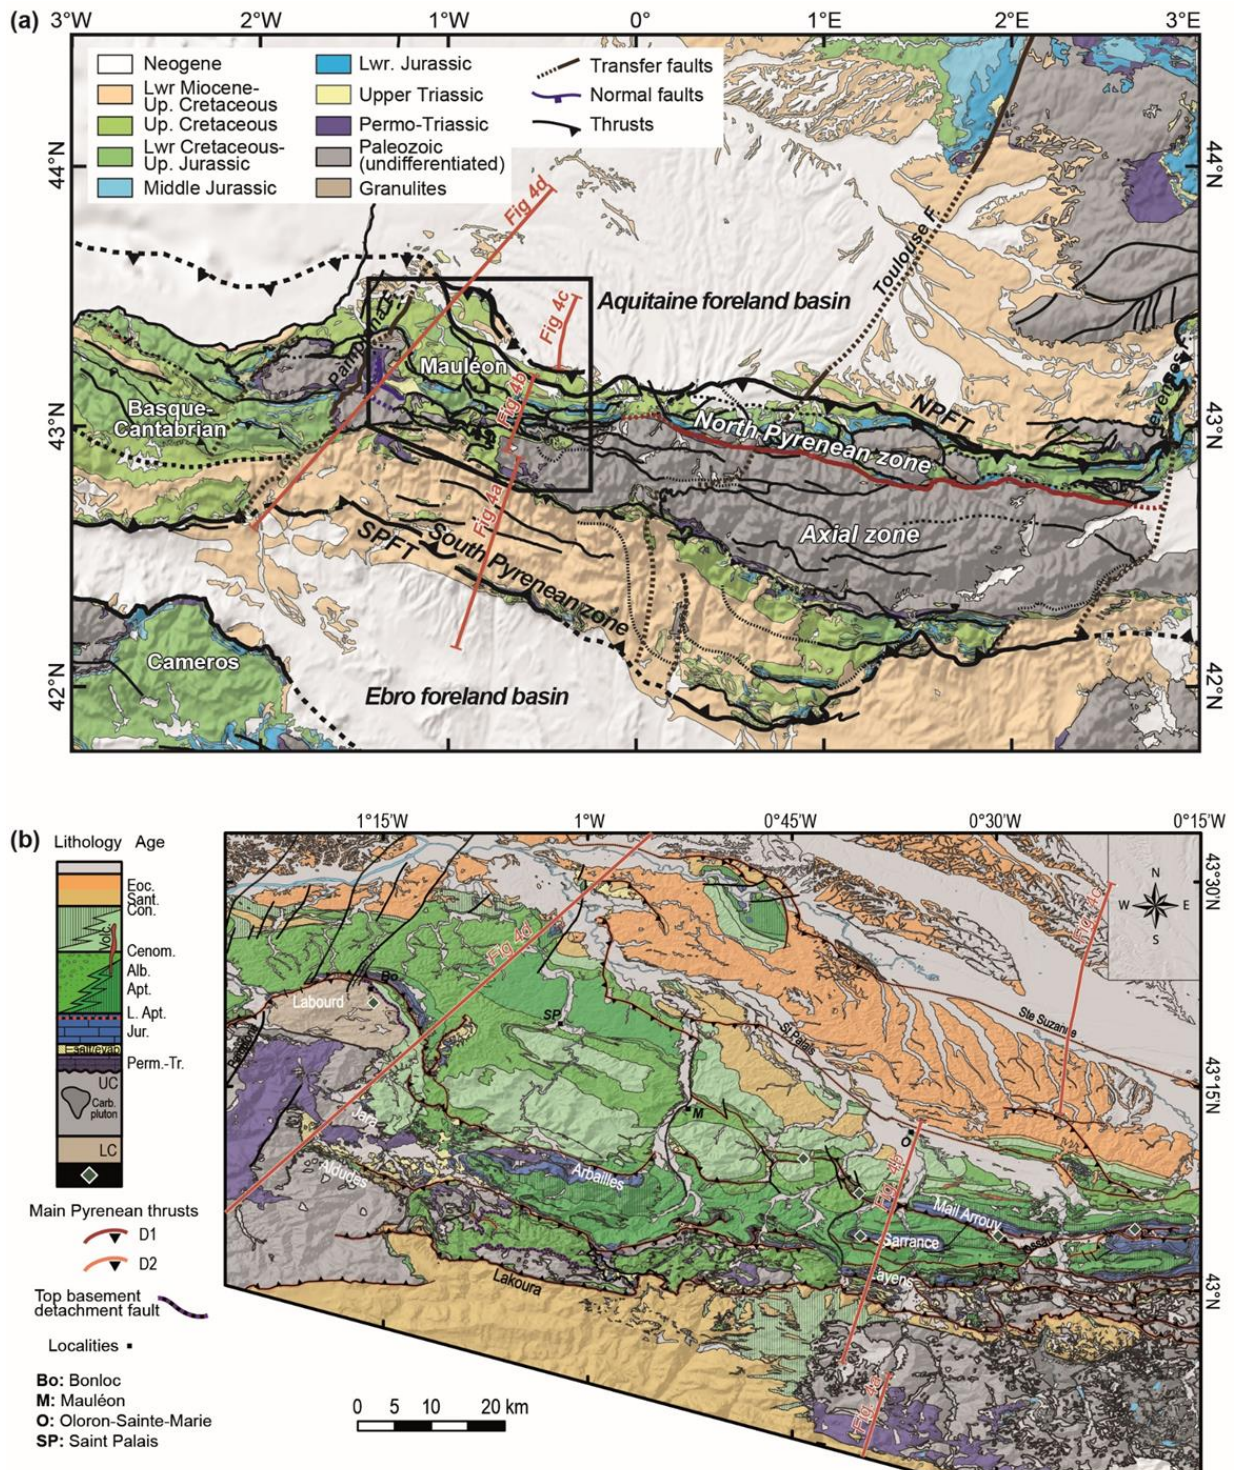 (a)
3°W 2°W 1°W 0° 1°E 2°E 3°E
Neogene
Lwr Miocene-
Up. Cretaceous
Up. Cretaceous
Lwr Cretaceous-
Up. Jurassic
Middle Jurassic
Lwr. Jurassic
Upper Triassic
Permo-Triassic
Paleozoic
(undifferentiated)
Granulites
Transfer faults
Normal faults
Thrusts
44°N
44°N
Fig 4d
Toulouse F.
Aquitaine foreland basin
Fig 4c
Mauléon
Fig 4b
Basque-
Cantabrian
43°N
43°N
NPFT
North Pyrenean zone
Axial zone
Fig 4a
SPFT
South Pyrenean zone
Cameros
Ebro foreland basin
42°N
42°N
(b)
Lithology Age
1°15'W 1°W 0°45'W 0°30'W 0°15'W
Eoc.
Sant.
Con.
Volc.
Cenom.
Alb.
Apt.
L. Apt.
Jur.
Perm.-Tr.
UC
Carb.
pluton
LC
Main Pyrenean thrusts
D1
D2
Top basement
detachment fault
Localities
Bo: Bonloc
M: Mauléon
O: Oloron-Sainte-Marie
SP: Saint Palais
0 5 10 20 km
N
W E
S
43°30'N
43°15'N
43°N
Fig 4d
Fig 4c
Bo
Labourd
SP
Ste Suzanne
St Palais
M
O
Jara
Aldudes
Arbailles
Fig 4b
Mail Arrouy
Sarrance
Layens
Lakoura
Fig. 4a